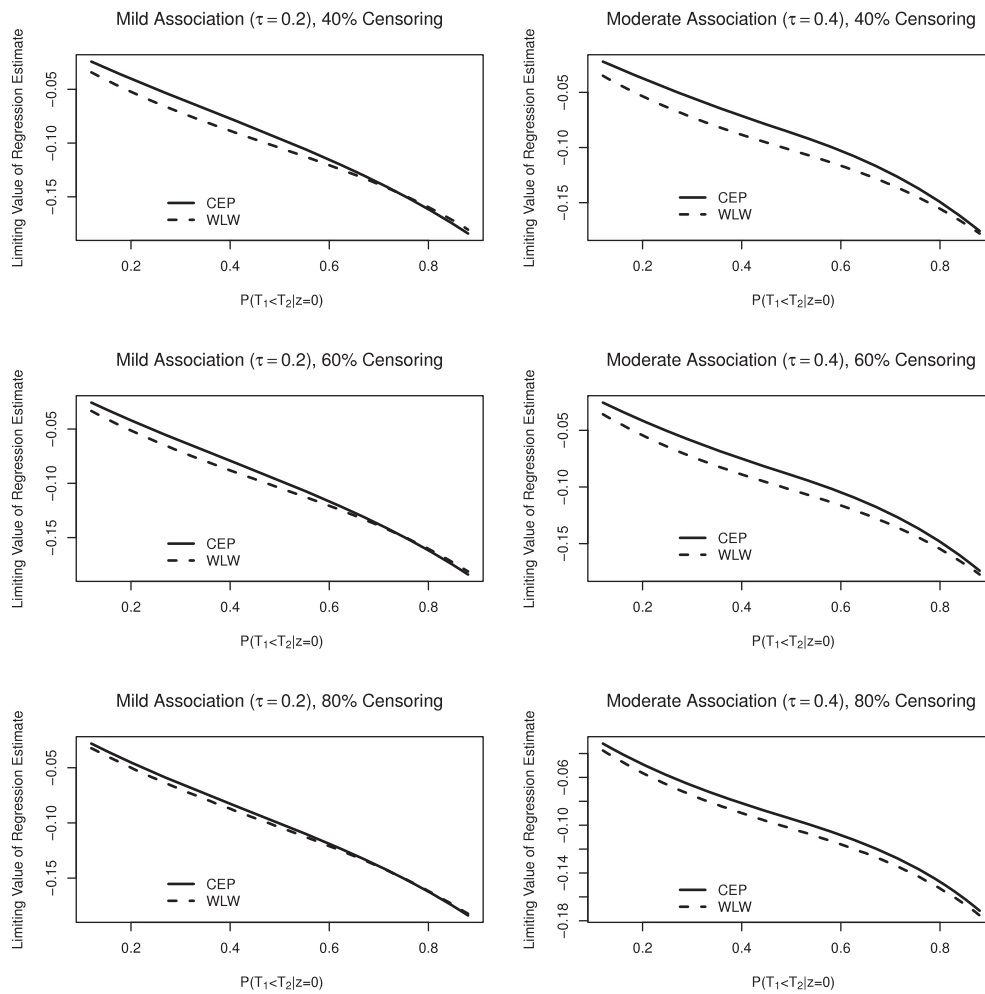 Mild Association (τ = 0.2), 40% Censoring
Limiting Value of Regression Estimate
−0.05
−0.10
−0.15
CEP
WLW
0.2 0.4 0.6 0.8
P(T₁<T₂|z=0)
Moderate Association (τ = 0.4), 40% Censoring
Limiting Value of Regression Estimate
−0.05
−0.10
−0.15
CEP
WLW
0.2 0.4 0.6 0.8
P(T₁<T₂|z=0)
Mild Association (τ = 0.2), 60% Censoring
Limiting Value of Regression Estimate
−0.05
−0.10
−0.15
CEP
WLW
0.2 0.4 0.6 0.8
P(T₁<T₂|z=0)
Moderate Association (τ = 0.4), 60% Censoring
Limiting Value of Regression Estimate
−0.05
−0.10
−0.15
CEP
WLW
0.2 0.4 0.6 0.8
P(T₁<T₂|z=0)
Mild Association (τ = 0.2), 80% Censoring
Limiting Value of Regression Estimate
−0.05
−0.10
−0.15
CEP
WLW
0.2 0.4 0.6 0.8
P(T₁<T₂|z=0)
Moderate Association (τ = 0.4), 80% Censoring
Limiting Value of Regression Estimate
−0.06
−0.10
−0.14
−0.18
CEP
WLW
0.2 0.4 0.6 0.8
P(T₁<T₂|z=0)